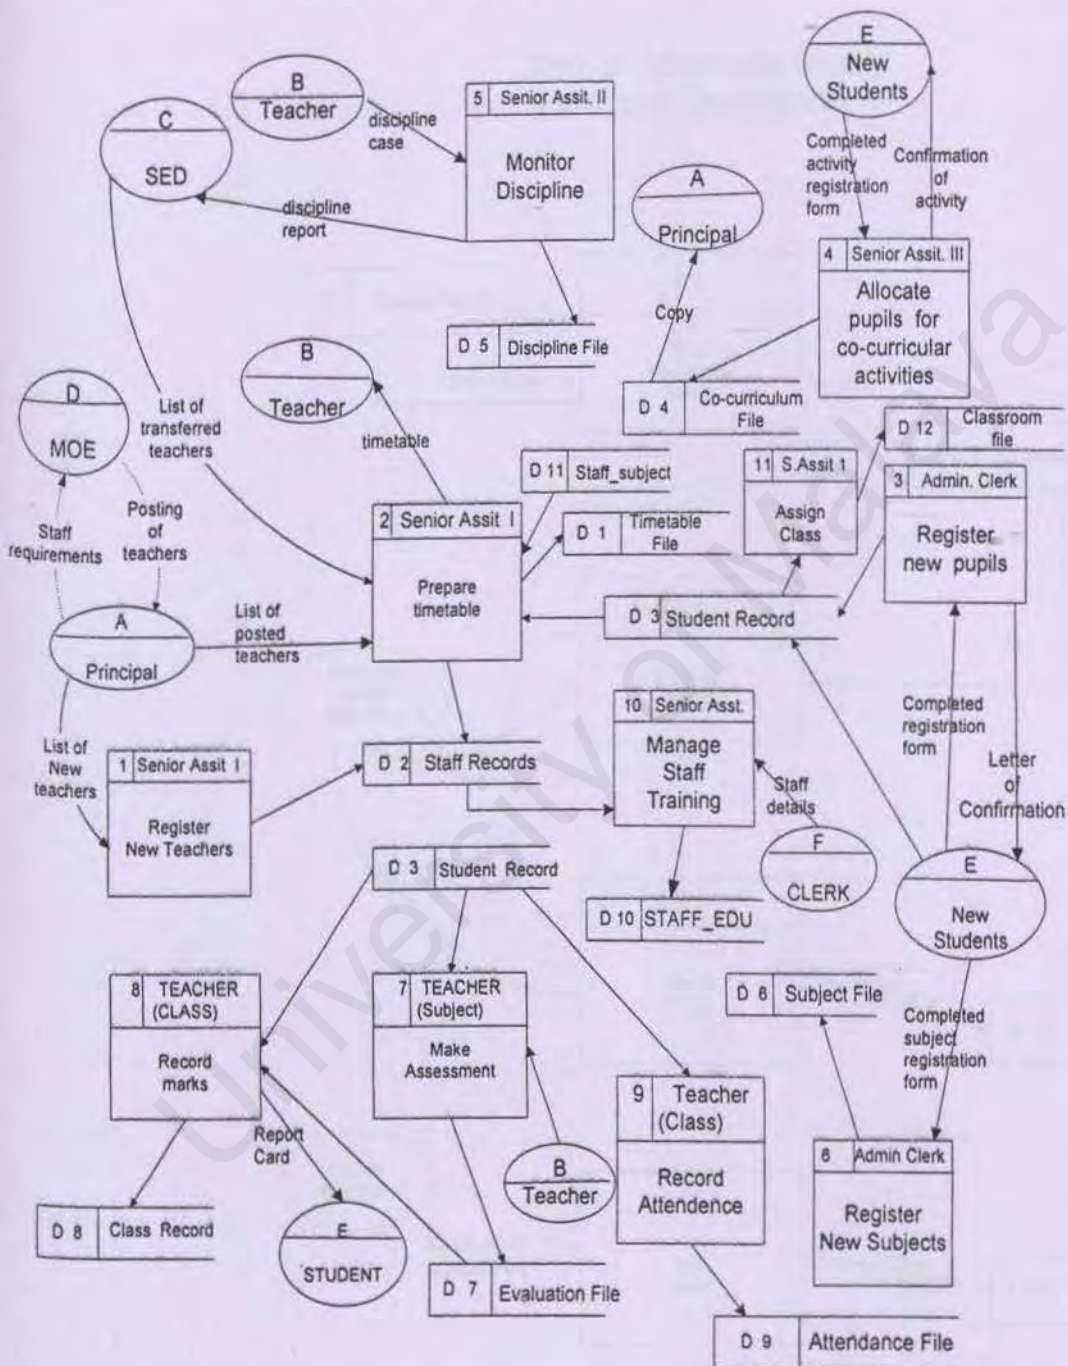 E
New
Students
B
Teacher
discipline
case
5 Senior Assit. II
Monitor
Discipline
C
SED
discipline
report
Completed
activity
registration
form
Confirmation
of
activity
A
Principal
4 Senior Assit. III
Allocate
pupils for
co-curricular
activities
Copy
D 5 Discipline File
B
Teacher
D 4 Co-curriculum
File
D 12 Classroom
file
D
MOE
List of
transferred
teachers
timetable
D 11 Staff_subject
11 S.Assit 1
Assign
Class
3 Admin. Clerk
Register
new pupils
Staff
requirements
Posting
of
teachers
2 Senior Assit I
Prepare
timetable
D 1 Timetable
File
A
Principal
List of
posted
teachers
D 3 Student Record
List of
New
teachers
1 Senior Assit I
Register
New Teachers
D 2 Staff Records
10 Senior Asst.
Manage
Staff
Training
Staff
details
Completed
registration
form
Letter
of
Confirmation
F
CLERK
D 3 Student Record
D 10 STAFF_EDU
E
New
Students
8 TEACHER
(CLASS)
Record
marks
7 TEACHER
(Subject)
Make
Assessment
D 6 Subject File
Completed
subject
registration
form
9 Teacher
(Class)
Record
Attendence
Report
Card
B
Teacher
6 Admin Clerk
Register
New Subjects
D 8 Class Record
E
STUDENT
D 7 Evaluation File
D 9 Attendance File
University of Malaya